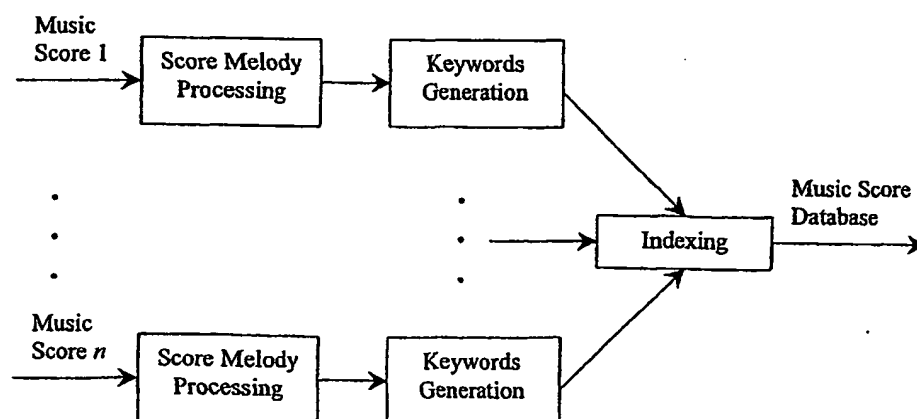 Music
Score 1
Score Melody
Processing
Keywords
Generation
Music Score
Database
Indexing
Music
Score n
Score Melody
Processing
Keywords
Generation